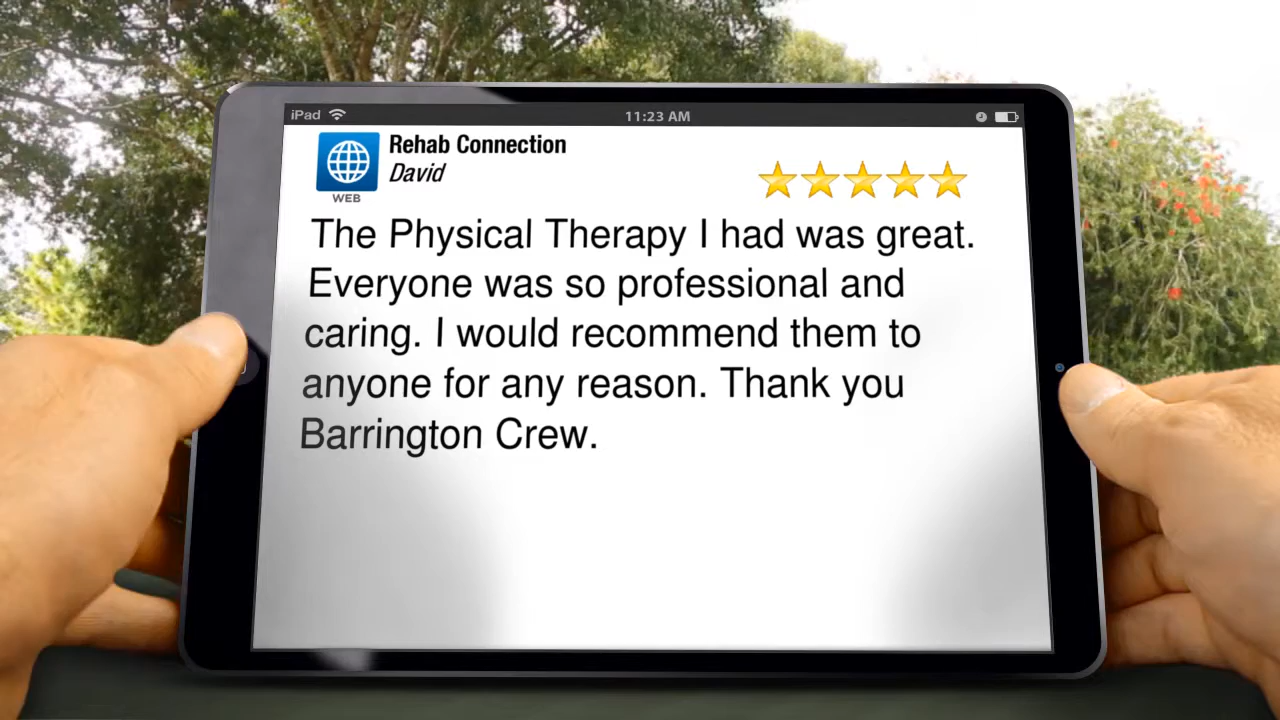 iPad 11:23 AM
Rehab Connection
David
WEB
The Physical Therapy I had was great.
Everyone was so professional and
caring. I would recommend them to
anyone for any reason. Thank you
Barrington Crew.